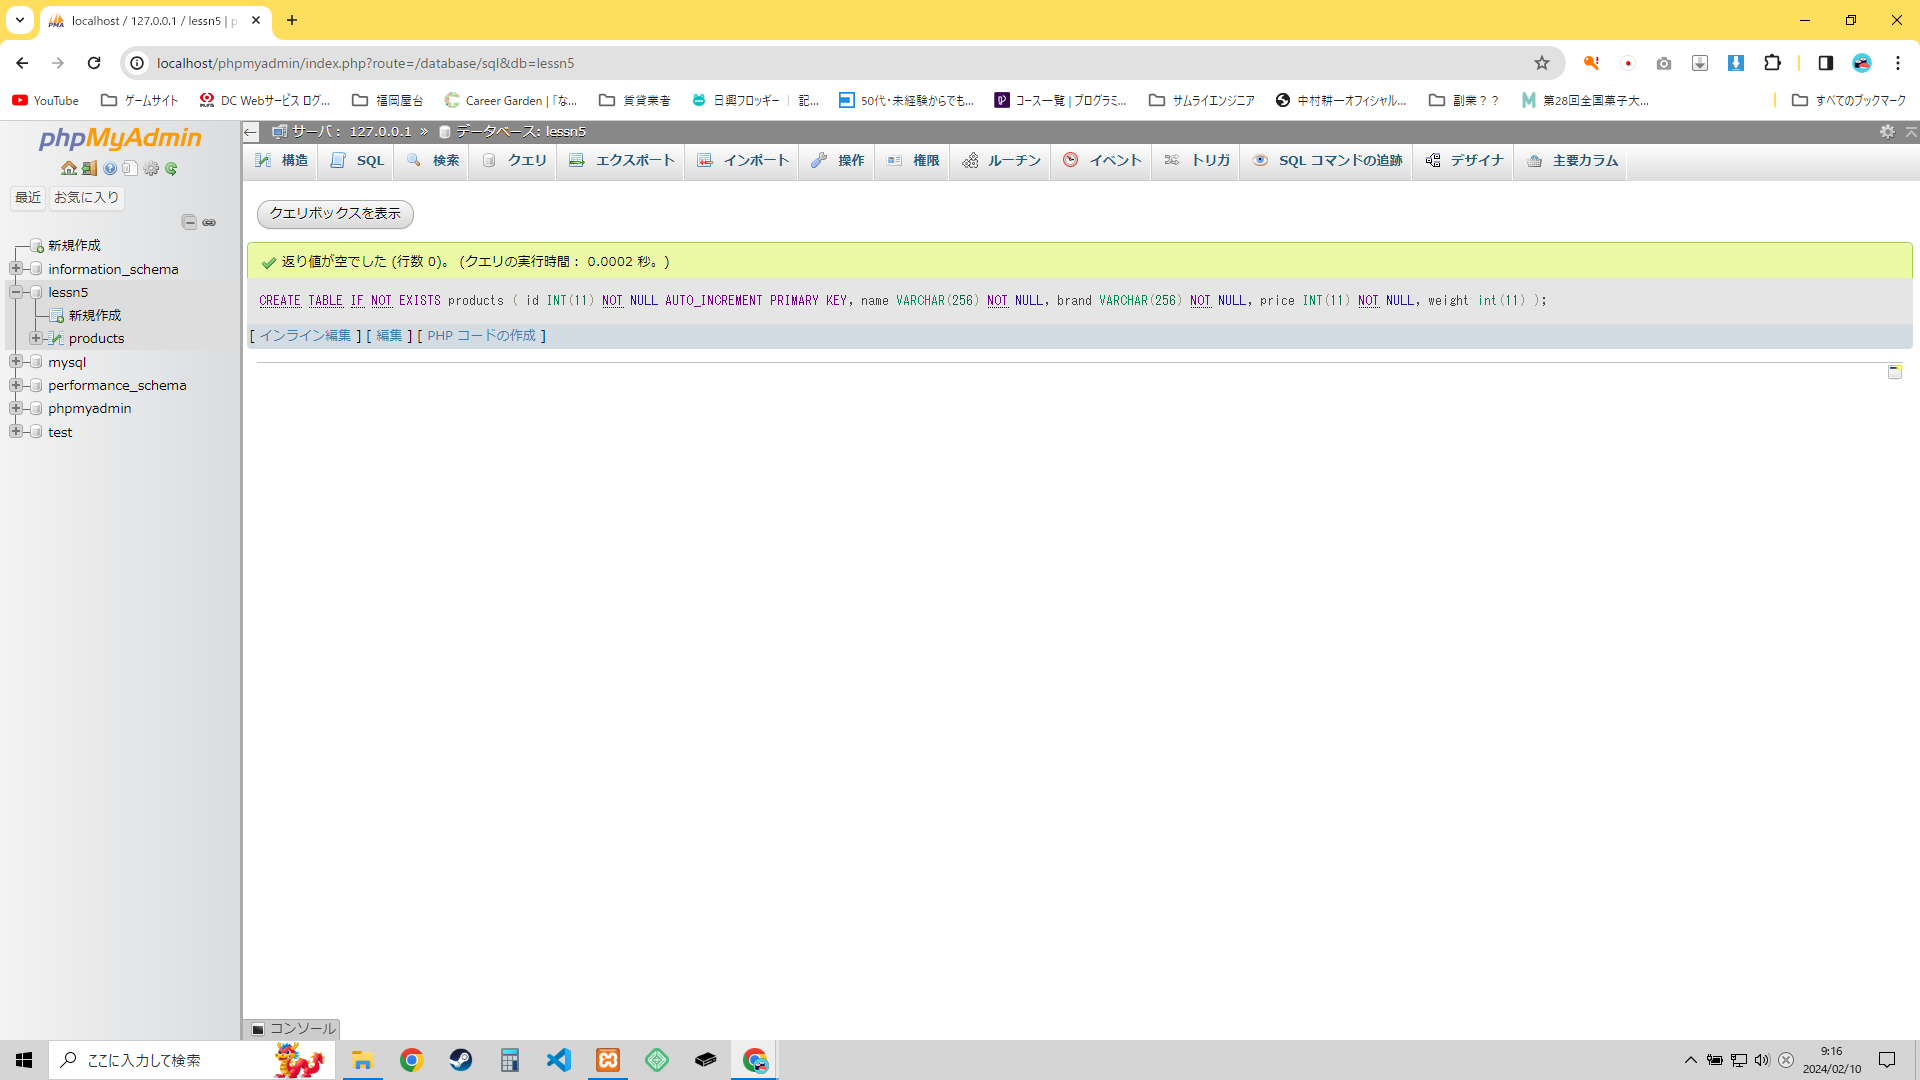 localhost / 127.0.0.1 / lessn5 | p
localhost/phpmyadmin/index.php?route=/database/sql&db=lessn5
YouTube
ゲームサイト
DC Webサービス ログ...
福岡屋台
Career Garden | 「な...
賃貸業者
日興フロッギー | 記...
50代・未経験からでも...
コース一覧 | プログラミ...
サムライエンジニア
中村耕一オフィシャル...
副業？？
第28回全国菓子大...
すべてのブックマーク
phpMyAdmin
最近
お気に入り
新規作成
information_schema
lessn5
新規作成
products
mysql
performance_schema
phpmyadmin
test
サーバ： 127.0.0.1 » データベース: lessn5
構造
SQL
検索
クエリ
エクスポート
インポート
操作
権限
ルーチン
イベント
トリガ
SQL コマンドの追跡
デザイナ
主要カラム
クエリボックスを表示
返り値が空でした (行数 0)。 (クエリの実行時間： 0.0002 秒。)
CREATE TABLE IF NOT EXISTS products ( id INT(11) NOT NULL AUTO_INCREMENT PRIMARY KEY, name VARCHAR(256) NOT NULL, brand VARCHAR(256) NOT NULL, price INT(11) NOT NULL, weight int(11) );
[ インライン編集 ] [ 編集 ] [ PHP コードの作成 ]
コンソール
ここに入力して検索
9:16
2024/02/10